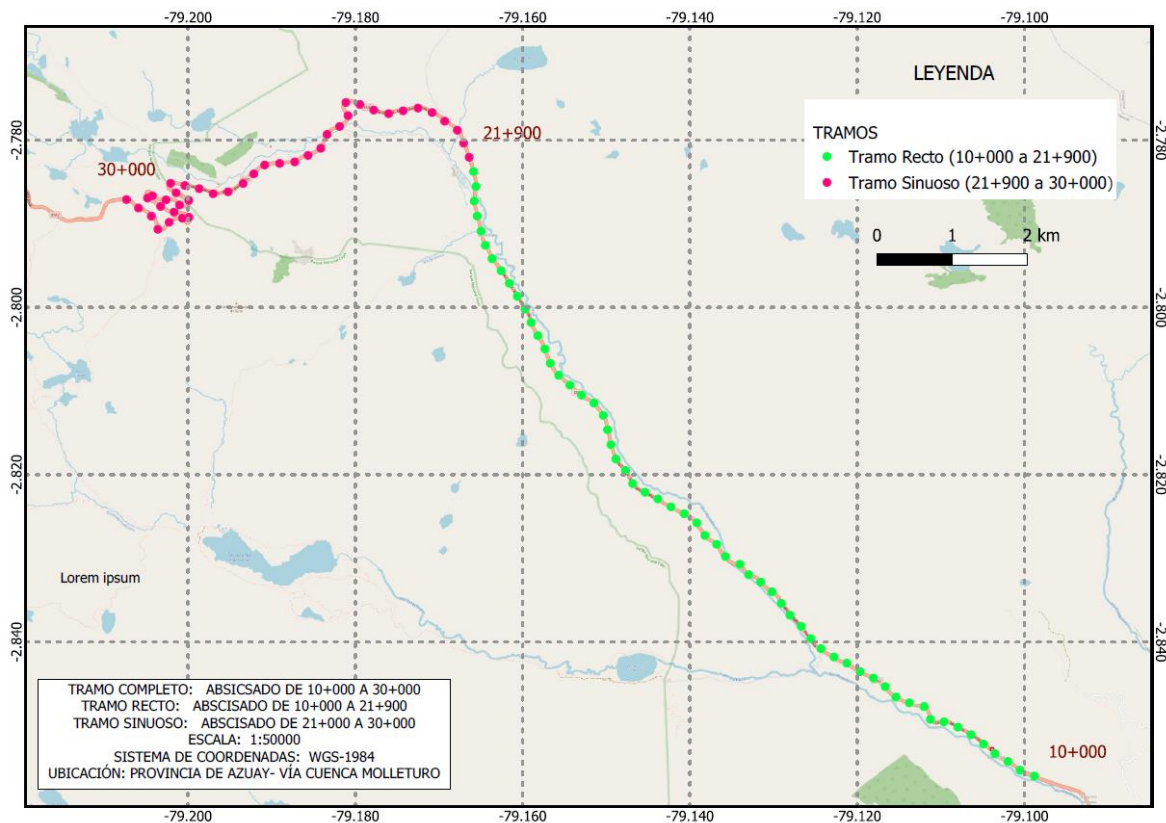 -79.200
-79.180
-79.160
-79.140
-79.120
-79.100
LEYENDA
TRAMOS
Tramo Recto (10+000 a 21+900)
Tramo Sinuoso (21+900 a 30+000)
0 1 2 km
21+900
30+000
10+000
-2.780
-2.800
-2.820
-2.840
-2.780
-2.800
-2.820
-2.840
Lorem ipsum
TRAMO COMPLETO: ABSICSADO DE 10+000 A 30+000
TRAMO RECTO: ABSCISADO DE 10+000 A 21+900
TRAMO SINUOSO: ABSCISADO DE 21+000 A 30+000
ESCALA: 1:50000
SISTEMA DE COORDENADAS: WGS-1984
UBICACIÓN: PROVINCIA DE AZUAY- VÍA CUENCA MOLLETURO
-79.200
-79.180
-79.160
-79.140
-79.120
-79.100